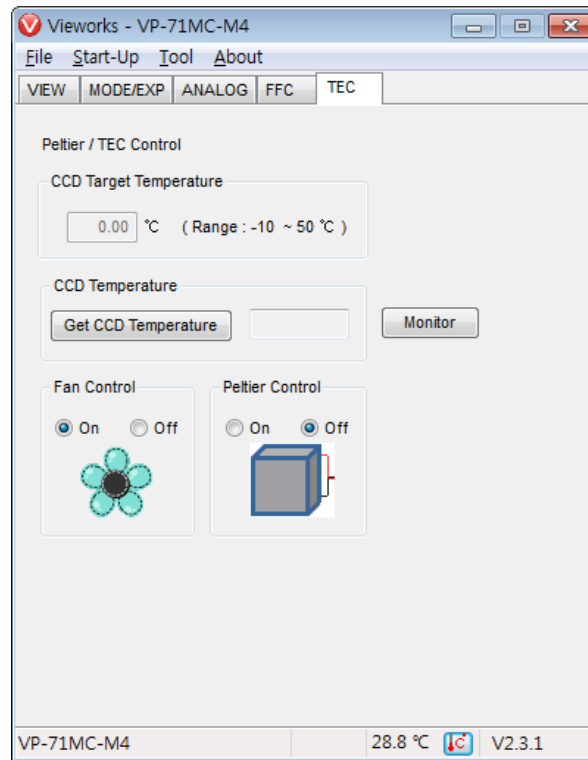 Vieworks - VP-71MC-M4
File Start-Up Tool About
VIEW MODE/EXP ANALOG FFC TEC
Peltier / TEC Control
CCD Target Temperature
0.00 ℃ ( Range : -10 ~ 50 ℃ )
CCD Temperature
Get CCD Temperature Monitor
Fan Control Peltier Control
On Off On Off
VP-71MC-M4 28.8 ℃ C V2.3.1